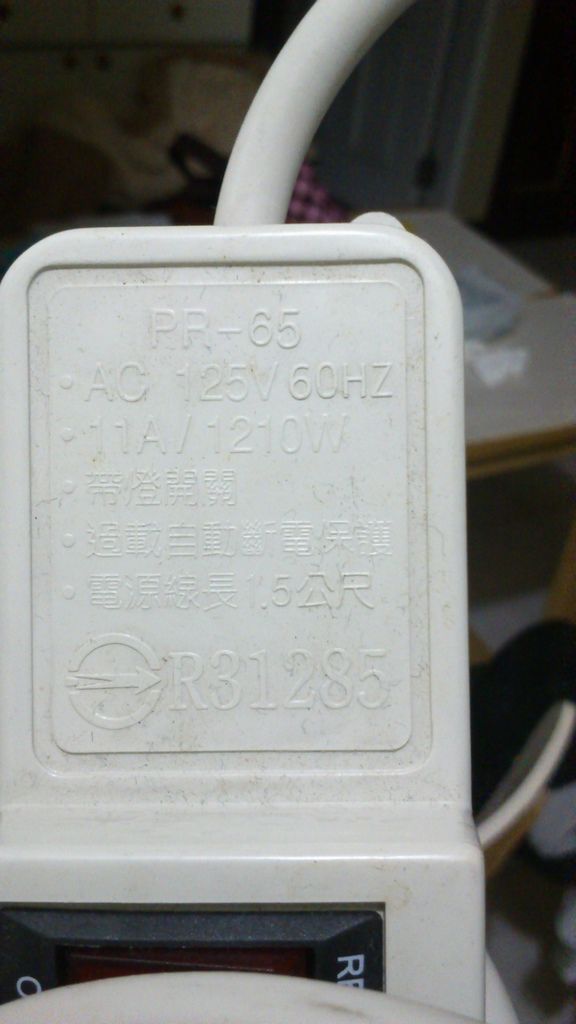 PR-65
• AC 125V 60HZ
• 11A/1210W
• 帶燈開關
• 過載自動斷電保護
• 電源線長1.5公尺
R31285
RE
O